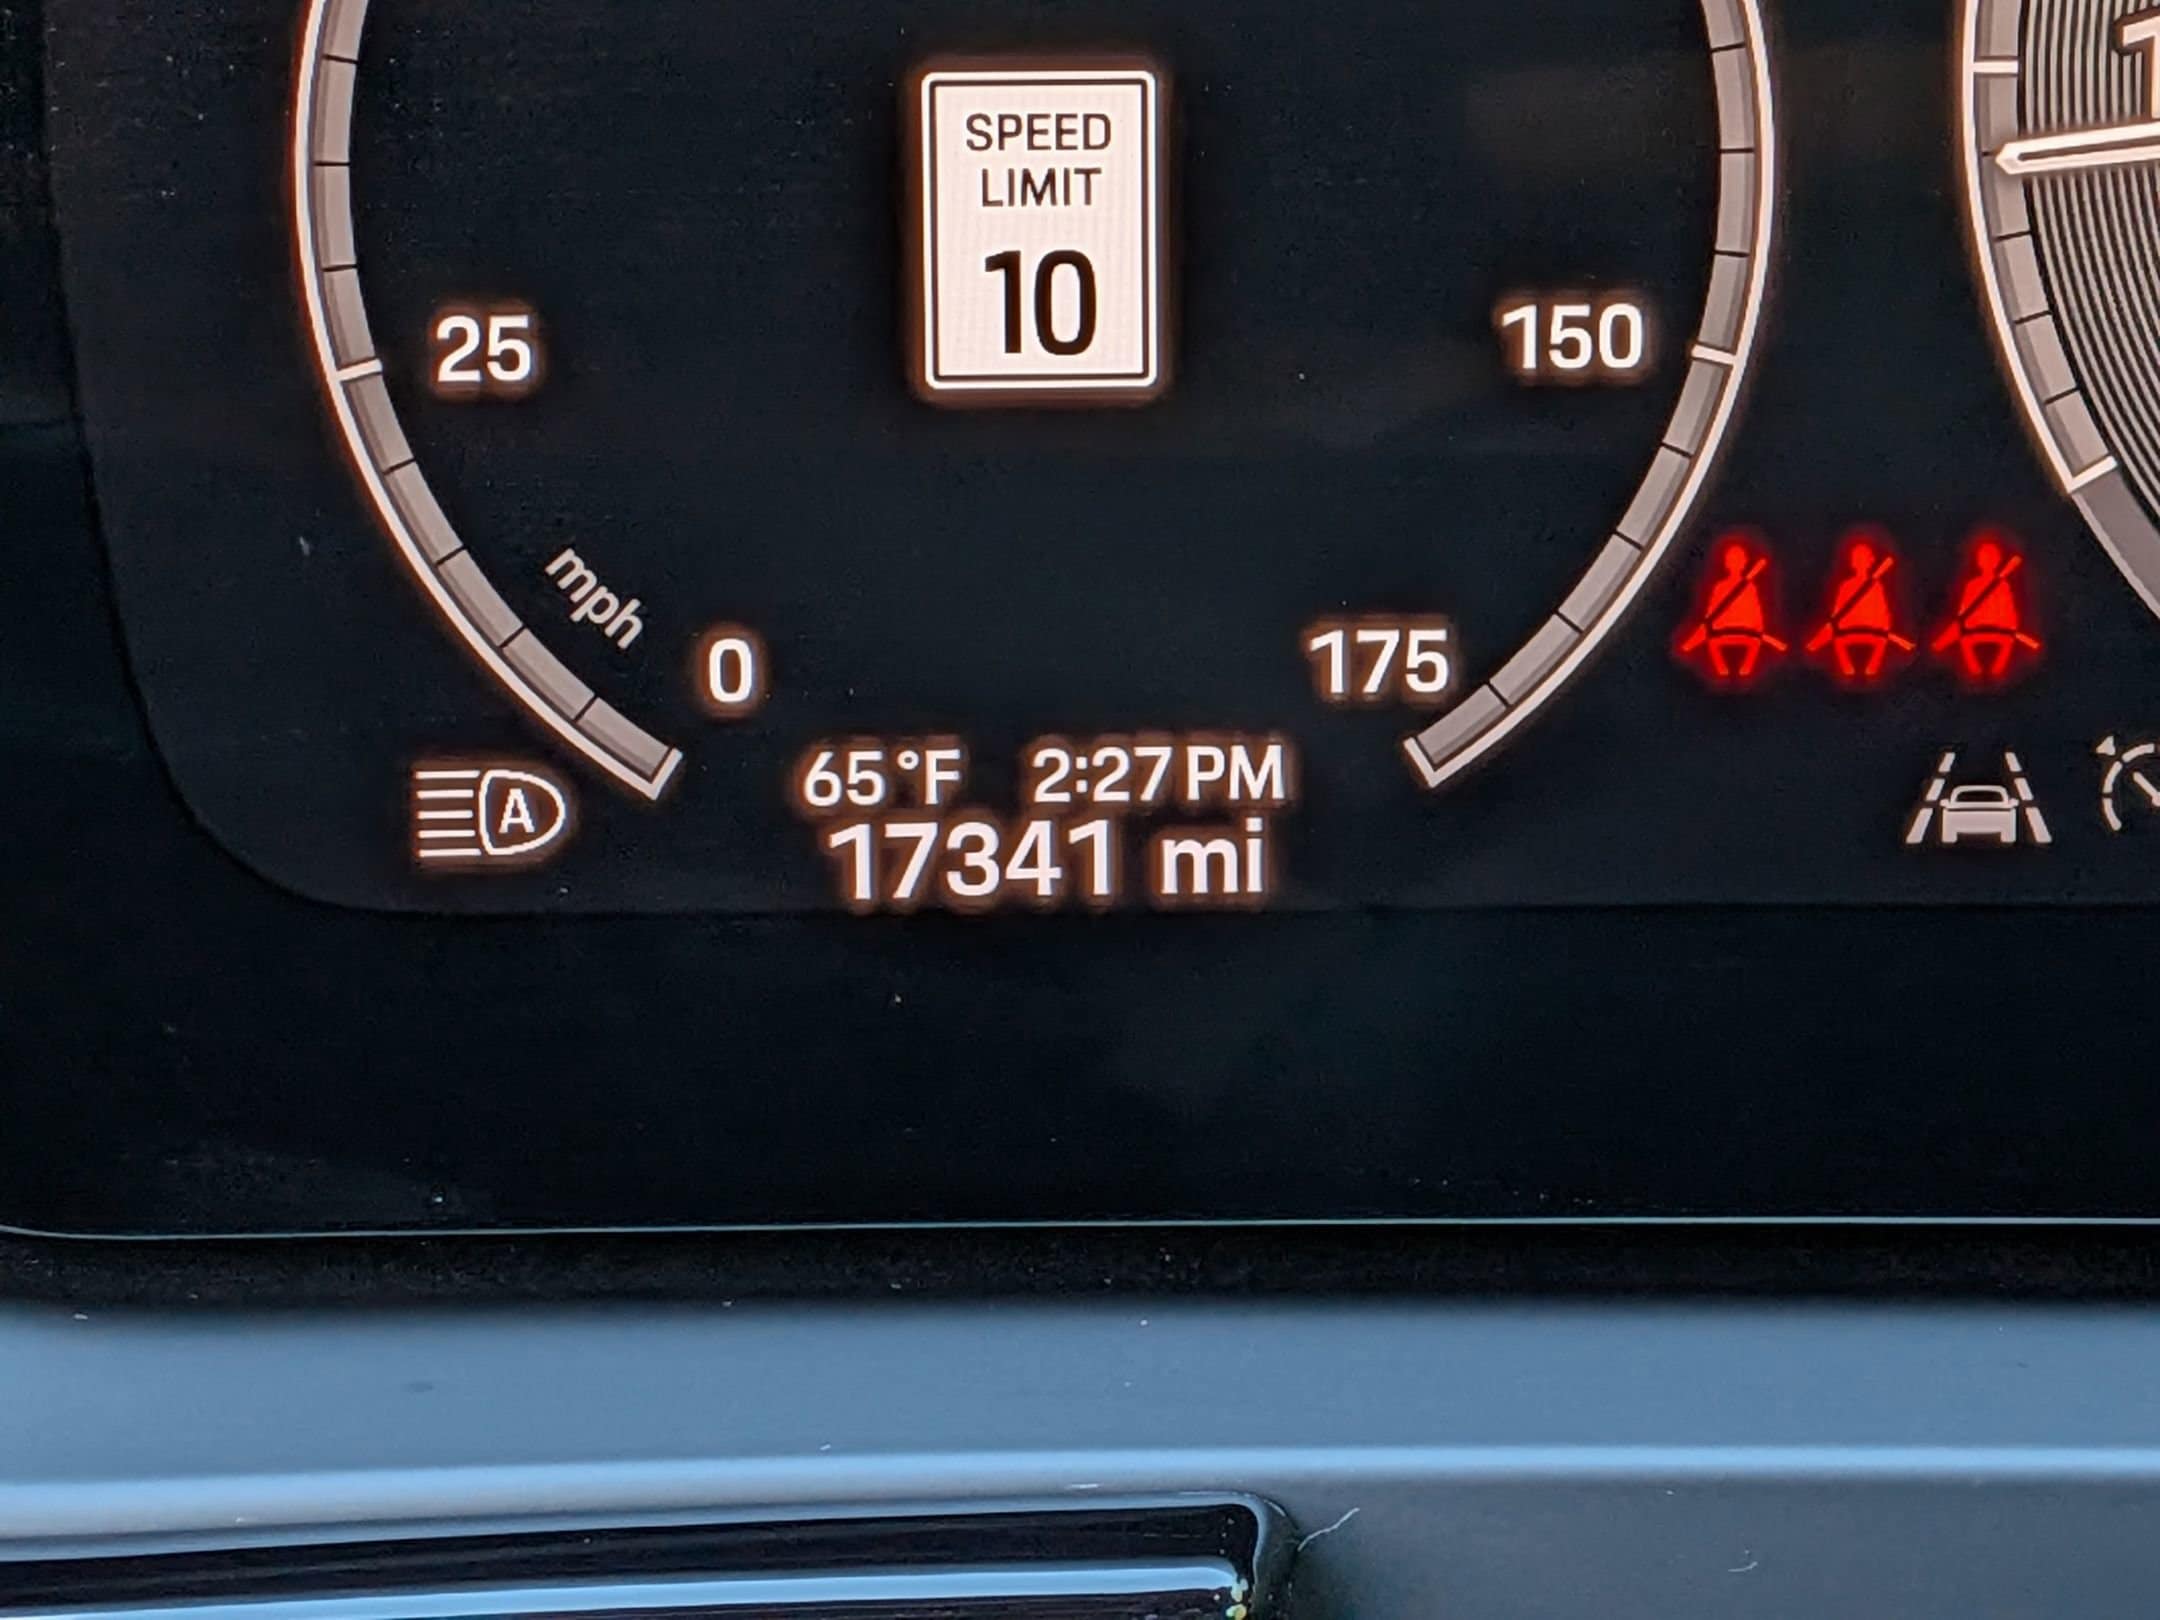 SPEED
LIMIT
10
25
150
mph
0
175
A
65°F 2:27PM
17341 mi